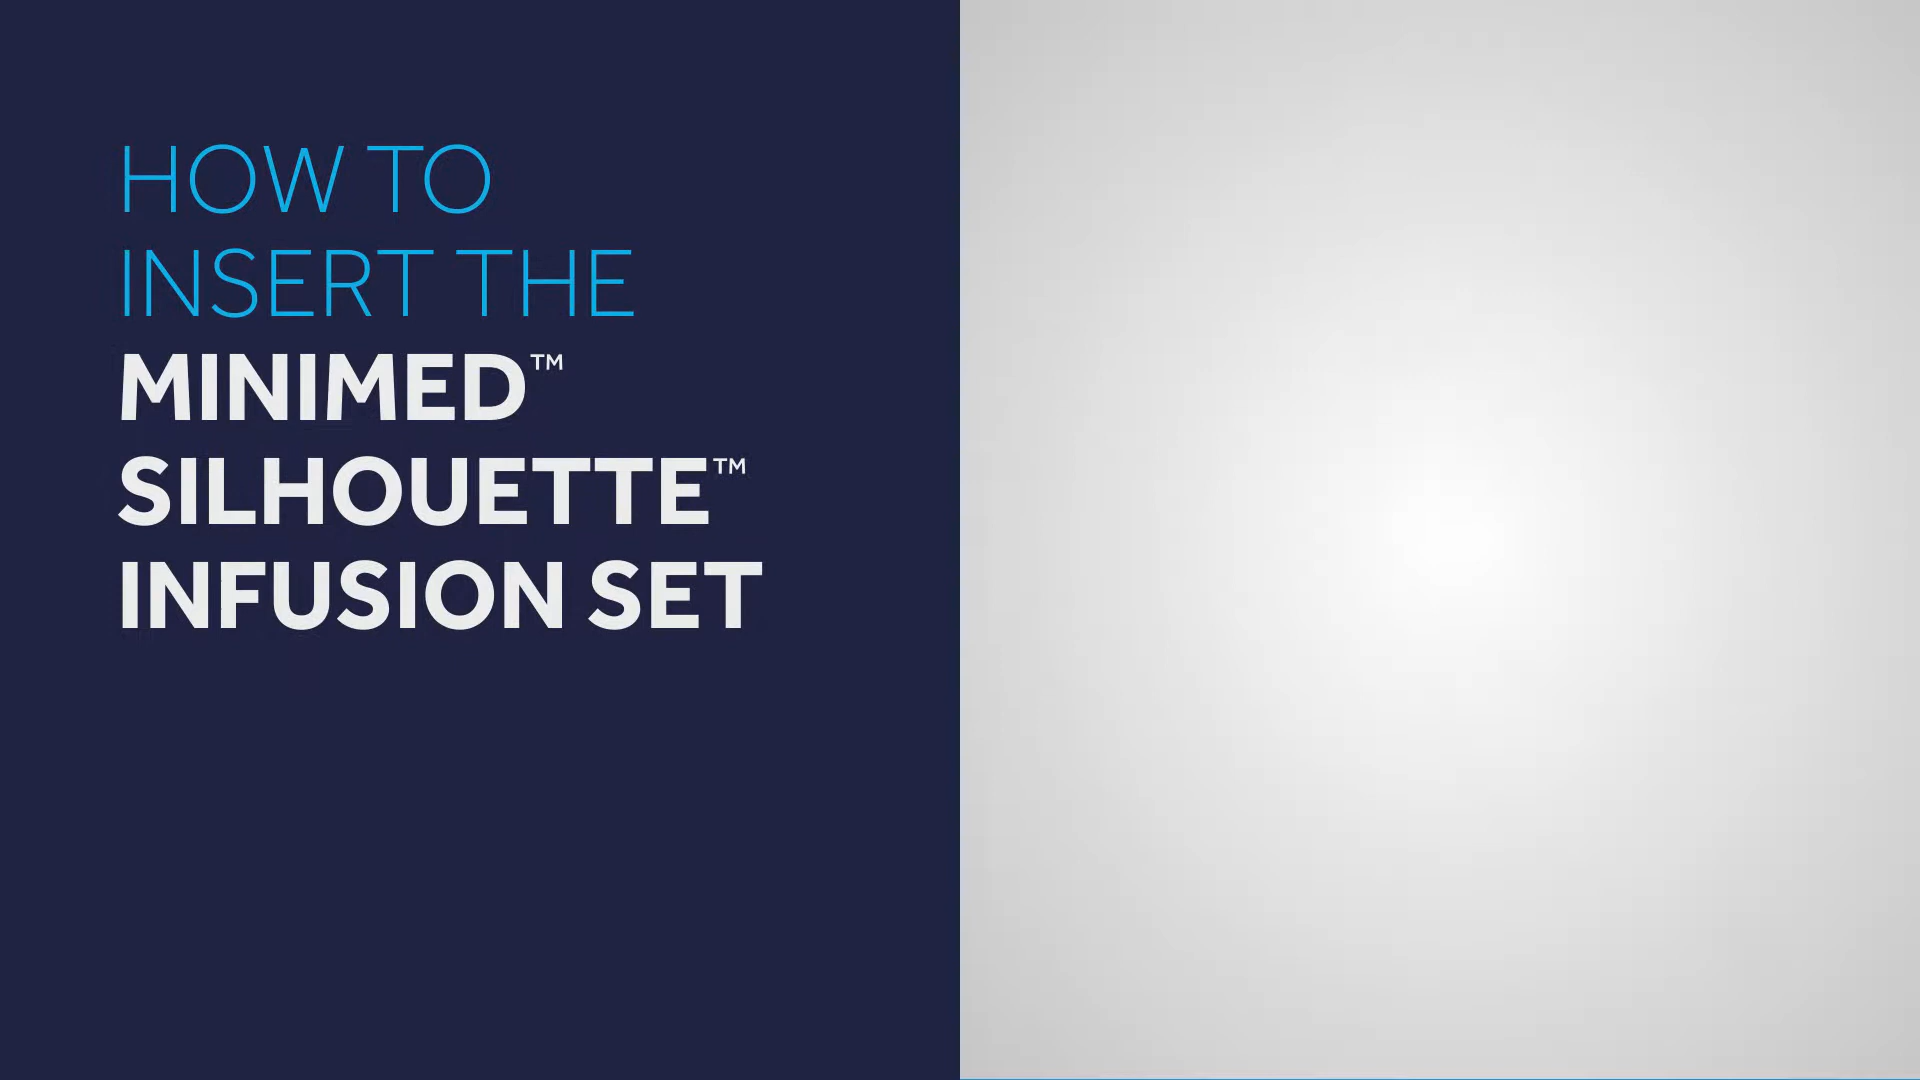 HOW TO
INSERT THE
MINIMED™
SILHOUETTE™
INFUSION SET